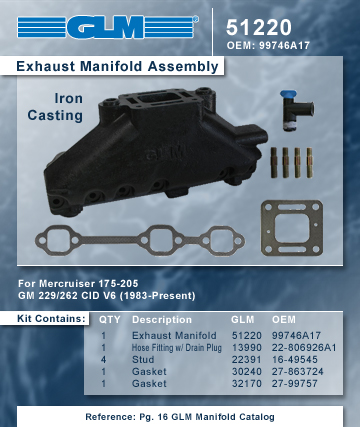 GLM
51220
OEM: 99746A17
Exhaust Manifold Assembly
Iron
Casting
GLM
For Mercruiser 175-205
GM 229/262 CID V6 (1983-Present)
Kit Contains: QTY Description GLM OEM
1 Exhaust Manifold 51220 99746A17
1 Hose Fitting w/ Drain Plug 13990 22-806926A1
4 Stud 22391 16-49545
1 Gasket 30240 27-863724
1 Gasket 32170 27-99757
Reference: Pg. 16 GLM Manifold Catalog